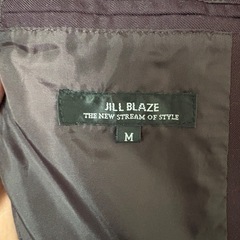 JILL BLAZE
THE NEW STREAM OF STYLE
M